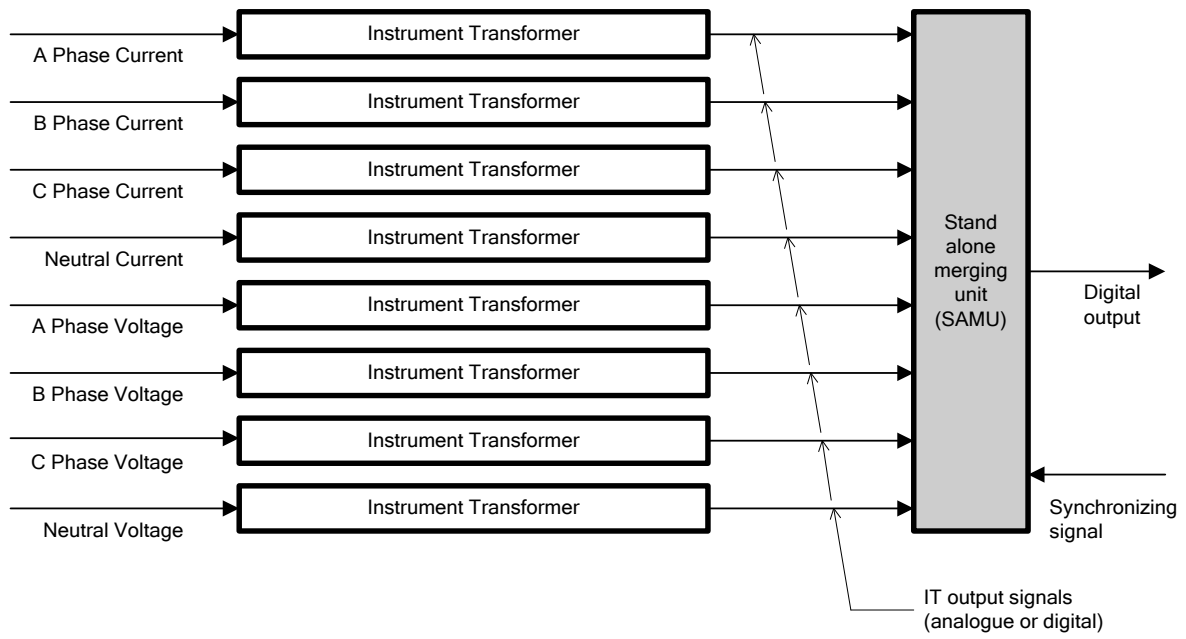 Instrument Transformer
A Phase Current
Instrument Transformer
B Phase Current
Instrument Transformer
C Phase Current
Instrument Transformer
Neutral Current
Instrument Transformer
A Phase Voltage
Instrument Transformer
B Phase Voltage
Instrument Transformer
C Phase Voltage
Instrument Transformer
Neutral Voltage
Stand
alone
merging
unit
(SAMU)
Digital
output
Synchronizing
signal
IT output signals
(analogue or digital)